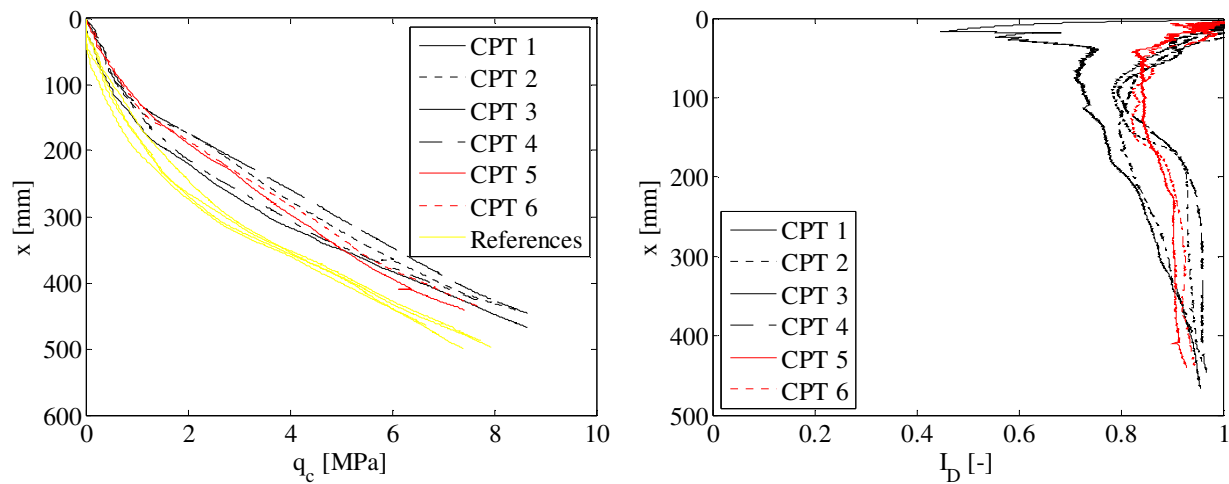 0
100
200
300
400
500
600
x [mm]
0 2 4 6 8 10
q_c [MPa]
CPT 1
CPT 2
CPT 3
CPT 4
CPT 5
CPT 6
References
0
100
200
300
400
500
x [mm]
0 0.2 0.4 0.6 0.8 1
I_D [-]
CPT 1
CPT 2
CPT 3
CPT 4
CPT 5
CPT 6